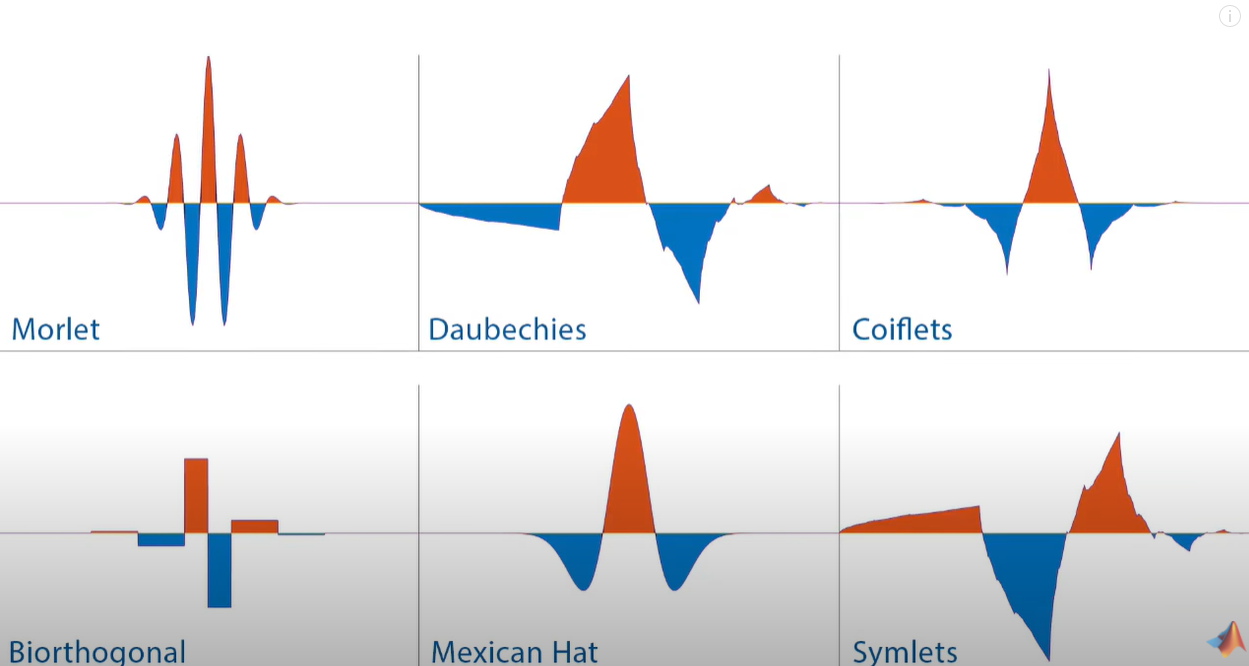 Morlet
Daubechies
Coiflets
Biorthogonal
Mexican Hat
Symlets